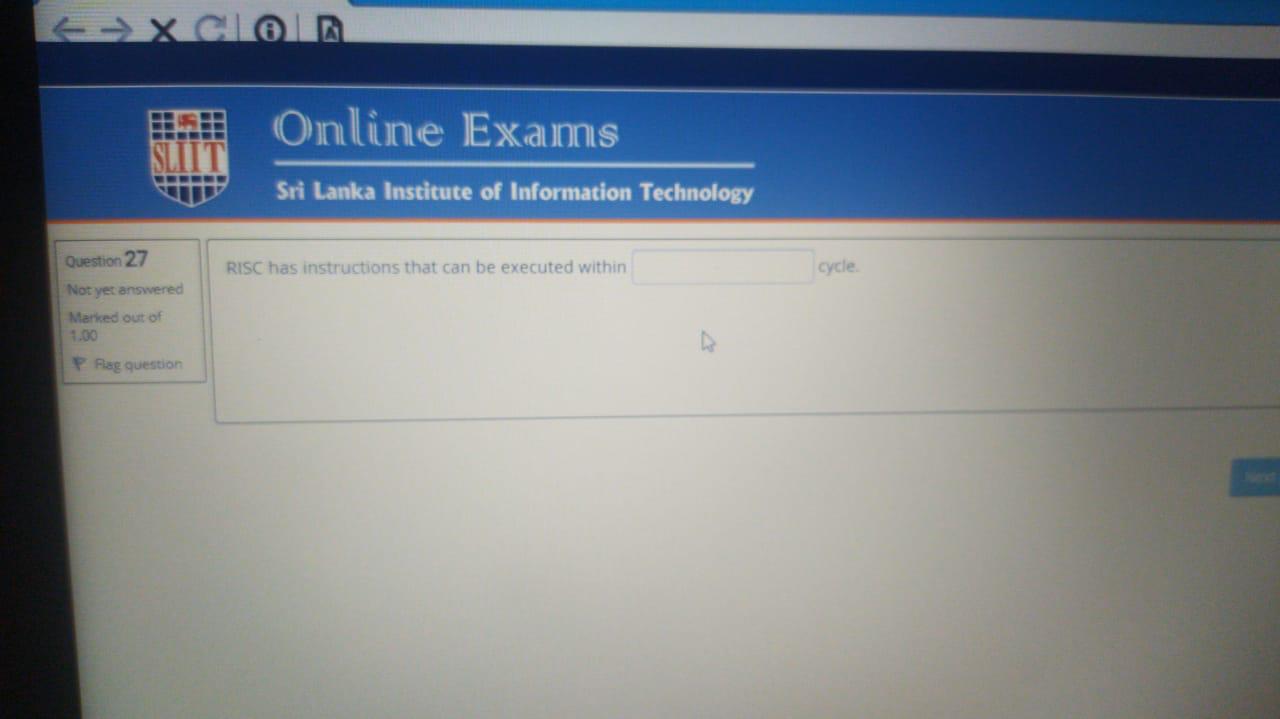 Online Exams
SLIIT
Sri Lanka Institute of Information Technology
Question 27
Not yet answered
Marked out of
1.00
Flag question
RISC has instructions that can be executed within cycle.
Next